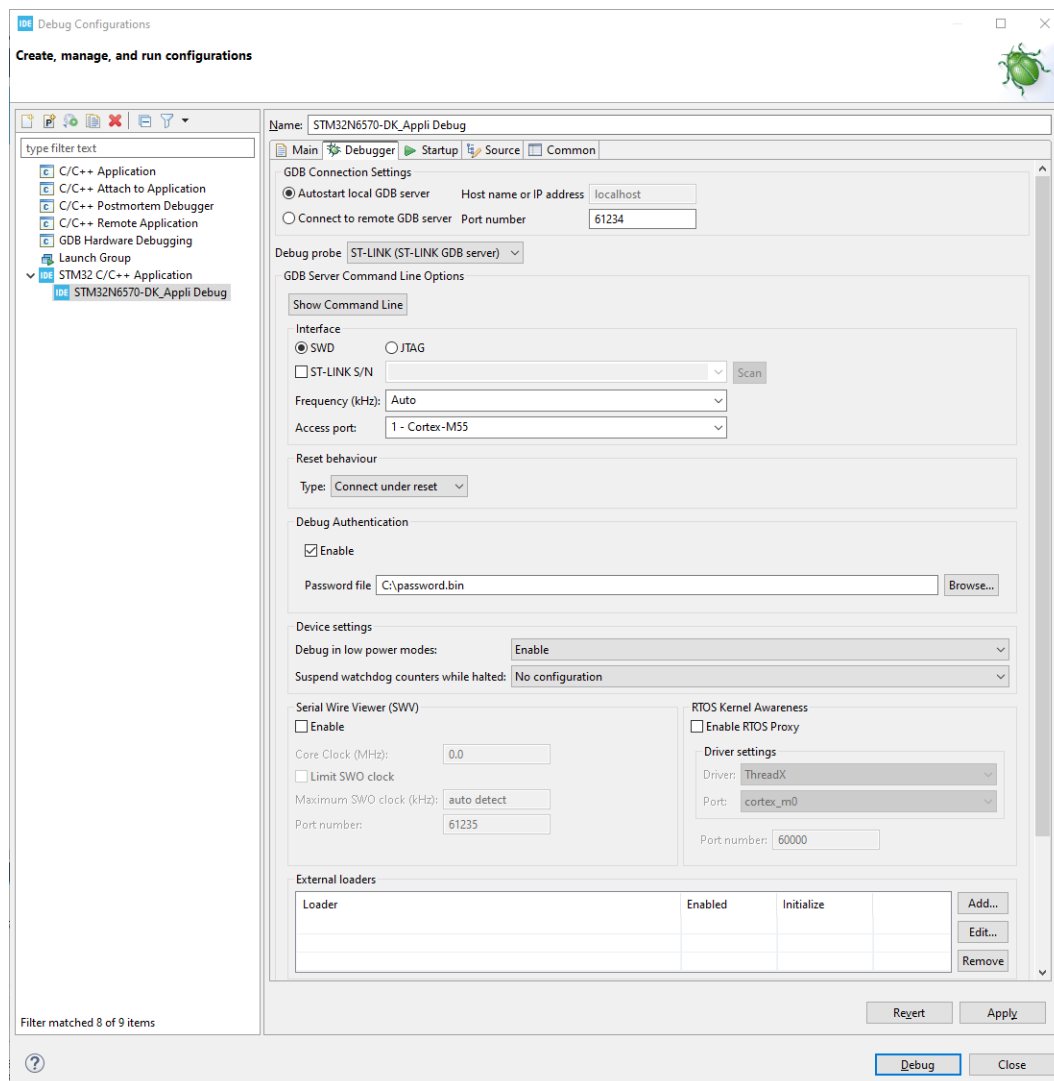 IDE Debug Configurations
Create, manage, and run configurations
type filter text
C/C++ Application
C/C++ Attach to Application
C/C++ Postmortem Debugger
C/C++ Remote Application
GDB Hardware Debugging
Launch Group
IDE STM32 C/C++ Application
IDE STM32N6570-DK_Appli Debug
Filter matched 8 of 9 items
Name: STM32N6570-DK_Appli Debug
Main Debugger Startup Source Common
GDB Connection Settings
Autostart local GDB server Host name or IP address localhost
Connect to remote GDB server Port number 61234
Debug probe ST-LINK (ST-LINK GDB server)
GDB Server Command Line Options
Show Command Line
Interface
SWD JTAG
ST-LINK S/N Scan
Frequency (kHz): Auto
Access port: 1 - Cortex-M55
Reset behaviour
Type: Connect under reset
Debug Authentication
Enable
Password file C:\password.bin Browse...
Device settings
Debug in low power modes: Enable
Suspend watchdog counters while halted: No configuration
Serial Wire Viewer (SWV)
Enable
Core Clock (MHz): 0.0
Limit SWO clock
Maximum SWO clock (kHz): auto detect
Port number: 61235
RTOS Kernel Awareness
Enable RTOS Proxy
Driver settings
Driver: ThreadX
Port: cortex_m0
Port number: 60000
External loaders
Loader Enabled Initialize
Add...
Edit...
Remove
Revert Apply
Debug Close